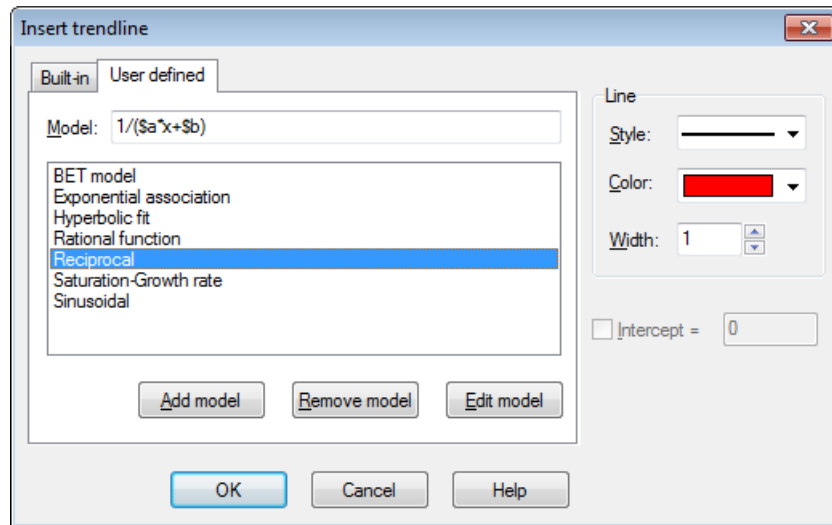 Insert trendline
Built-in
User defined
Model: 1/($a*x+$b)
BET model
Exponential association
Hyperbolic fit
Rational function
Reciprocal
Saturation-Growth rate
Sinusoidal
Add model
Remove model
Edit model
Line
Style:
Color:
Width: 1
Intercept = 0
OK
Cancel
Help